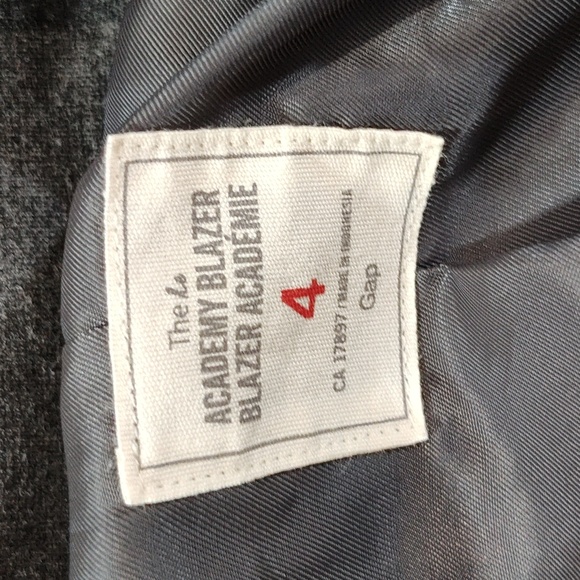 The Le
ACADEMY BLAZER
BLAZER ACADÉMIE
4
CA 17897 / MADE IN INDONESIA
Gap